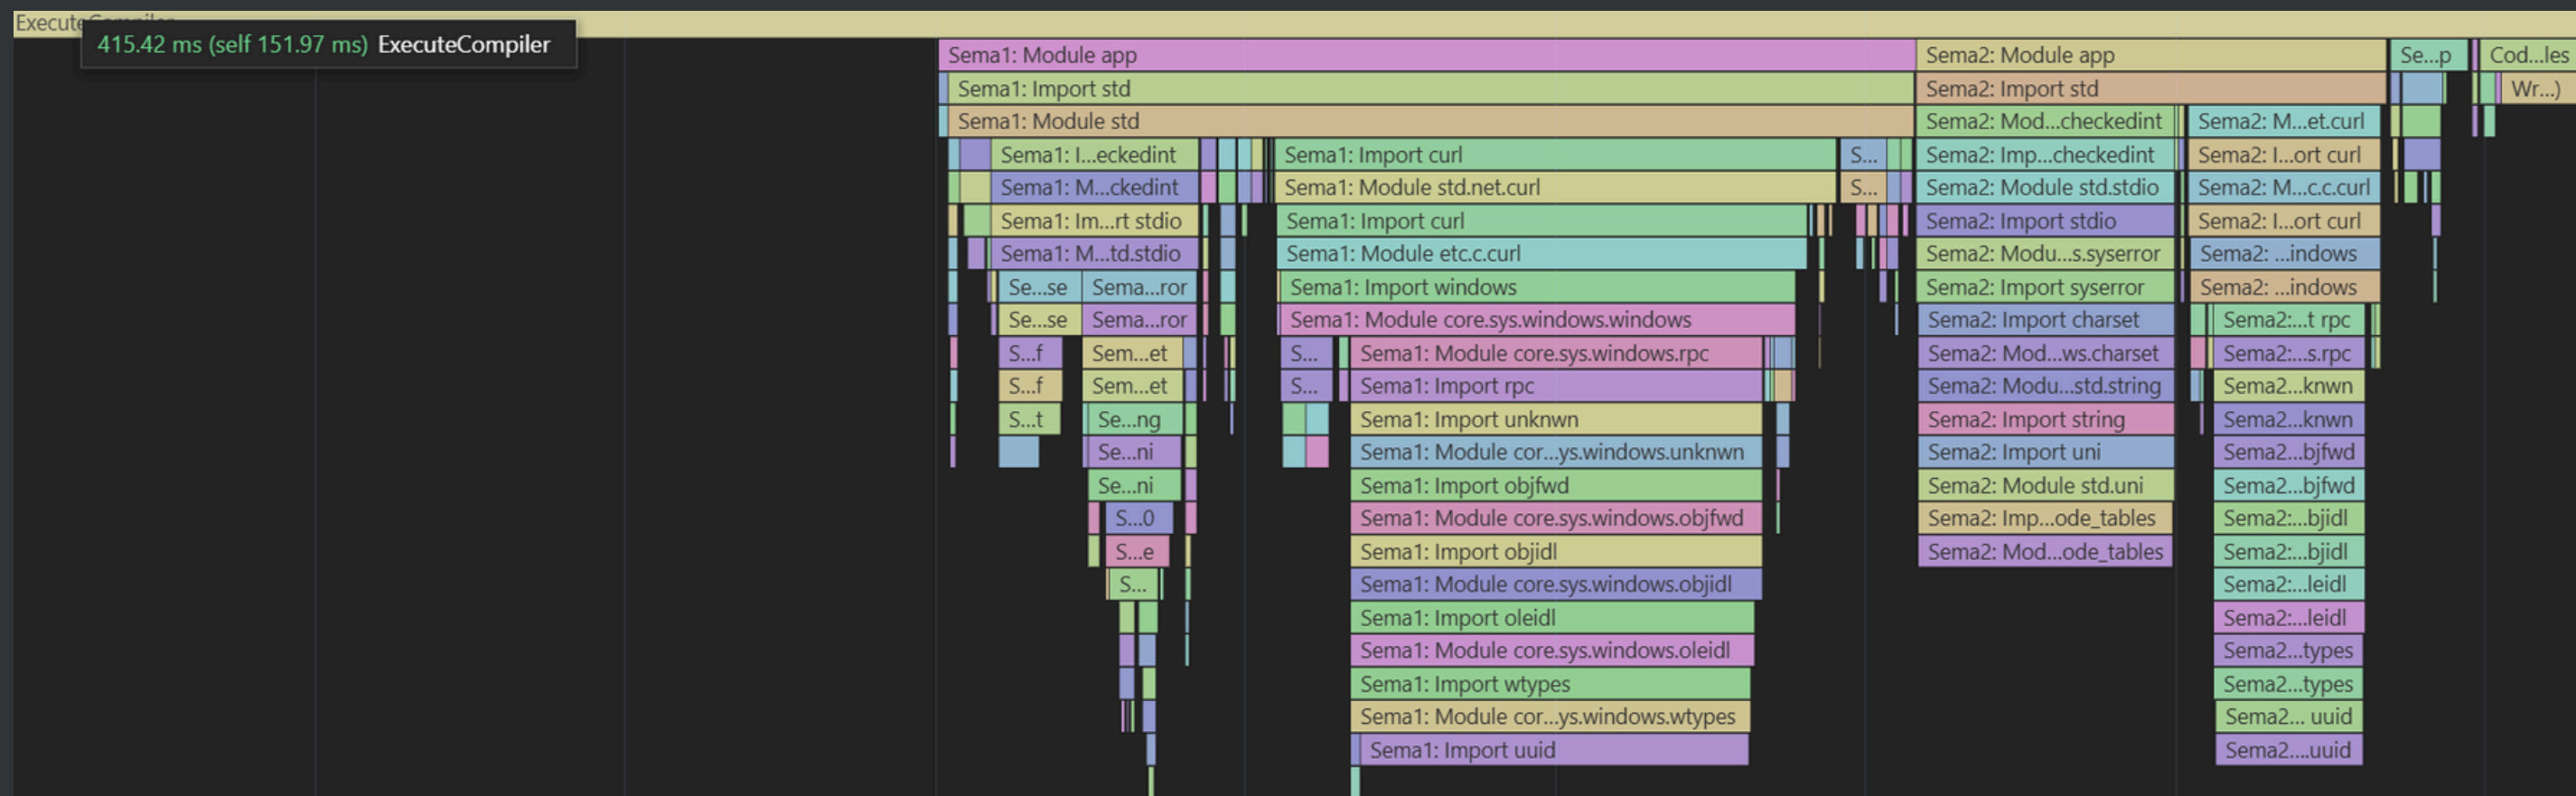 ExecuteCompiler
415.42 ms (self 151.97 ms) ExecuteCompiler
Sema1: Module app Sema2: Module app Se...p Cod...les
Sema1: Import std Sema2: Import std Wr...)
Sema1: Module std Sema2: Mod...checkedint Sema2: M...et.curl
Sema1: I...eckedint Sema1: Import curl S... Sema2: Imp...checkedint Sema2: I...ort curl
Sema1: M...ckedint Sema1: Module std.net.curl S... Sema2: Module std.stdio Sema2: M...c.c.curl
Sema1: Im...rt stdio Sema1: Import curl Sema2: Import stdio Sema2: I...ort curl
Sema1: M...td.stdio Sema1: Module etc.c.curl Sema2: Modu...s.syserror Sema2: ...indows
Se...se Sema...ror Sema1: Import windows Sema2: Import syserror Sema2: ...indows
Se...se Sema...ror Sema1: Module core.sys.windows.windows Sema2: Import charset Sema2:...t rpc
S...f Sem...et S... Sema1: Module core.sys.windows.rpc Sema2: Mod...ws.charset Sema2:...s.rpc
S...f Sem...et S... Sema1: Import rpc Sema2: Modu...std.string Sema2...knwn
S...t Se...ng Sema1: Import unknwn Sema2: Import string Sema2...knwn
Se...ni Sema1: Module cor...ys.windows.unknwn Sema2: Import uni Sema2...bjfwd
Se...ni Sema1: Import objfwd Sema2: Module std.uni Sema2...bjfwd
S...0 Sema1: Module core.sys.windows.objfwd Sema2: Imp...ode_tables Sema2:...bjidl
S...e Sema1: Import objidl Sema2: Mod...ode_tables Sema2:...bjidl
S... Sema1: Module core.sys.windows.objidl Sema2:...leidl
Sema1: Import oleidl Sema2:...leidl
Sema1: Module core.sys.windows.oleidl Sema2...types
Sema1: Import wtypes Sema2...types
Sema1: Module cor...ys.windows.wtypes Sema2... uuid
Sema1: Import uuid Sema2....uuid